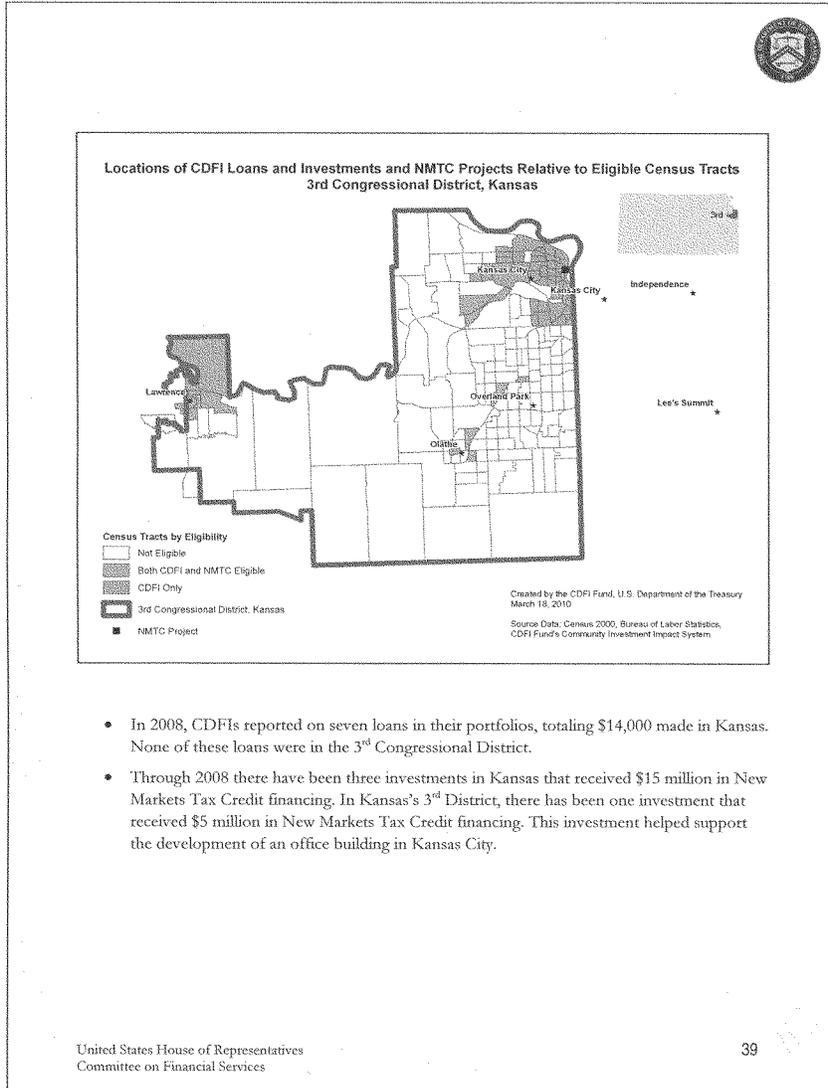 Locations of CDFI Loans and Investments and NMTC Projects Relative to Eligible Census Tracts
3rd Congressional District, Kansas
3rd
Kansas City
Kansas City
Independence
Lawrence
Overland Park
Lee's Summit
Olathe
Census Tracts by Eligibility
Not Eligible
Both CDFI and NMTC Eligible
CDFI Only
3rd Congressional District, Kansas
NMTC Project
Created by the CDFI Fund, U.S. Department of the Treasury
March 18, 2010
Source Data: Census 2000, Bureau of Labor Statistics,
CDFI Fund's Community Investment Impact System
• In 2008, CDFIs reported on seven loans in their portfolios, totaling $14,000 made in Kansas.
None of these loans were in the 3rd Congressional District.
• Through 2008 there have been three investments in Kansas that received $15 million in New
Markets Tax Credit financing. In Kansas's 3rd District, there has been one investment that
received $5 million in New Markets Tax Credit financing. This investment helped support
the development of an office building in Kansas City.
United States House of Representatives
Committee on Financial Services
39